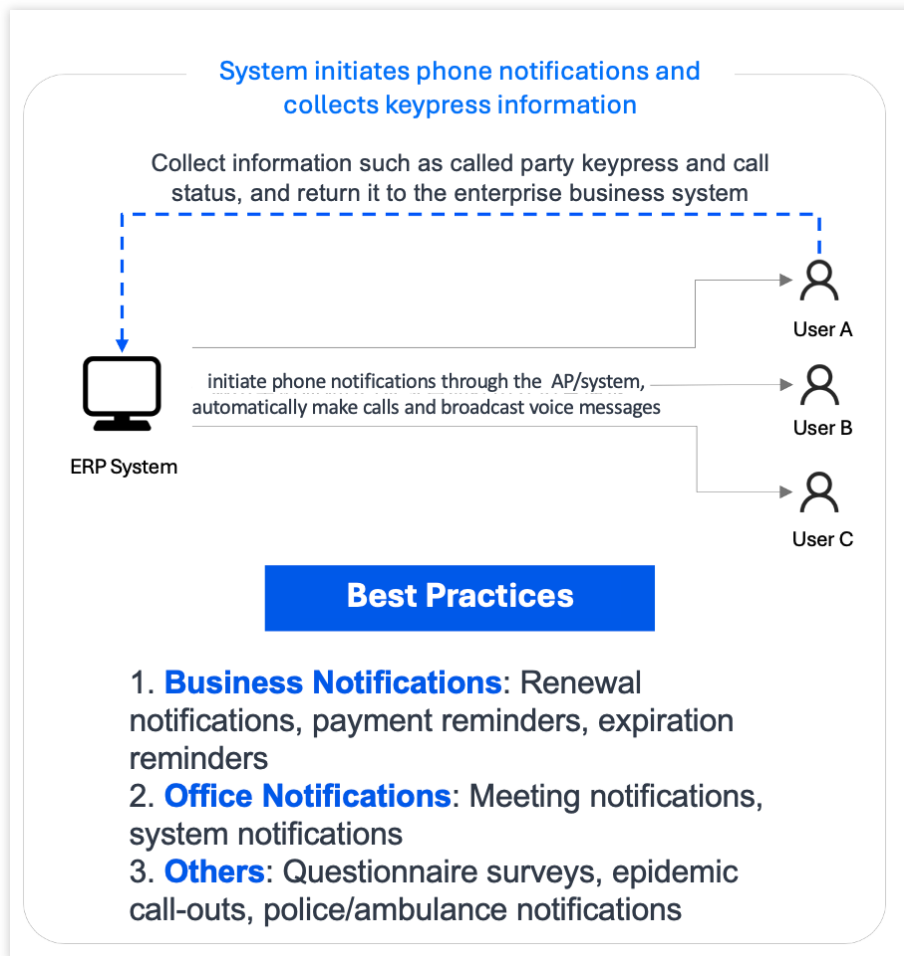 System initiates phone notifications and
collects keypress information
Collect information such as called party keypress and call
status, and return it to the enterprise business system
User A
initiate phone notifications through the AP/system,
automatically make calls and broadcast voice messages
User B
ERP System
User C
Best Practices
1. Business Notifications: Renewal
notifications, payment reminders, expiration
reminders
2. Office Notifications: Meeting notifications,
system notifications
3. Others: Questionnaire surveys, epidemic
call-outs, police/ambulance notifications